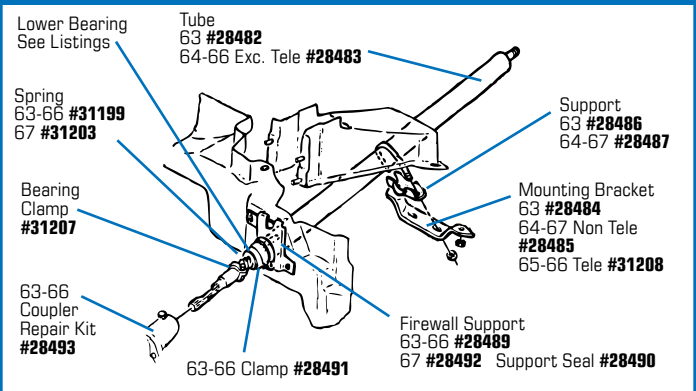 Lower Bearing
See Listings
Tube
63 #28482
64-66 Exc. Tele #28483
Spring
63-66 #31199
67 #31203
Support
63 #28486
64-67 #28487
Bearing
Clamp
#31207
Mounting Bracket
63 #28484
64-67 Non Tele
#28485
65-66 Tele #31208
63-66
Coupler
Repair Kit
#28493
63-66 Clamp #28491
Firewall Support
63-66 #28489
67 #28492 Support Seal #28490